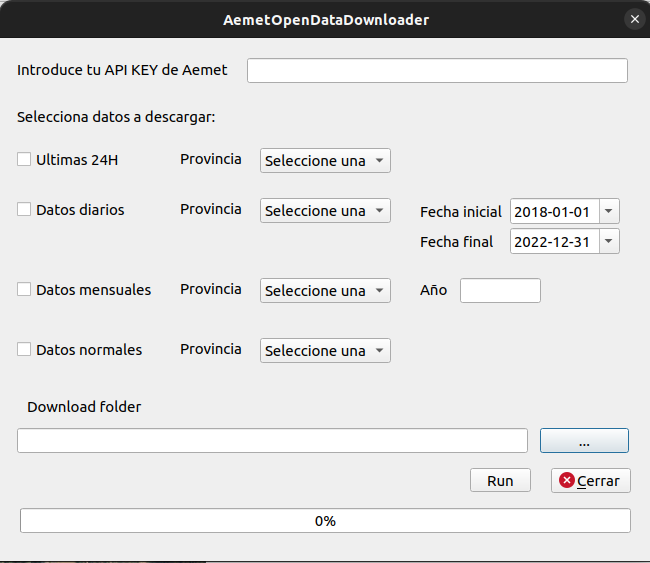 AemetOpenDataDownloader
Introduce tu API KEY de Aemet
Selecciona datos a descargar:
Ultimas 24H Provincia Seleccione una
Datos diarios Provincia Seleccione una Fecha inicial 2018-01-01
Fecha final 2022-12-31
Datos mensuales Provincia Seleccione una Año
Datos normales Provincia Seleccione una
Download folder
...
Run Cerrar
0%